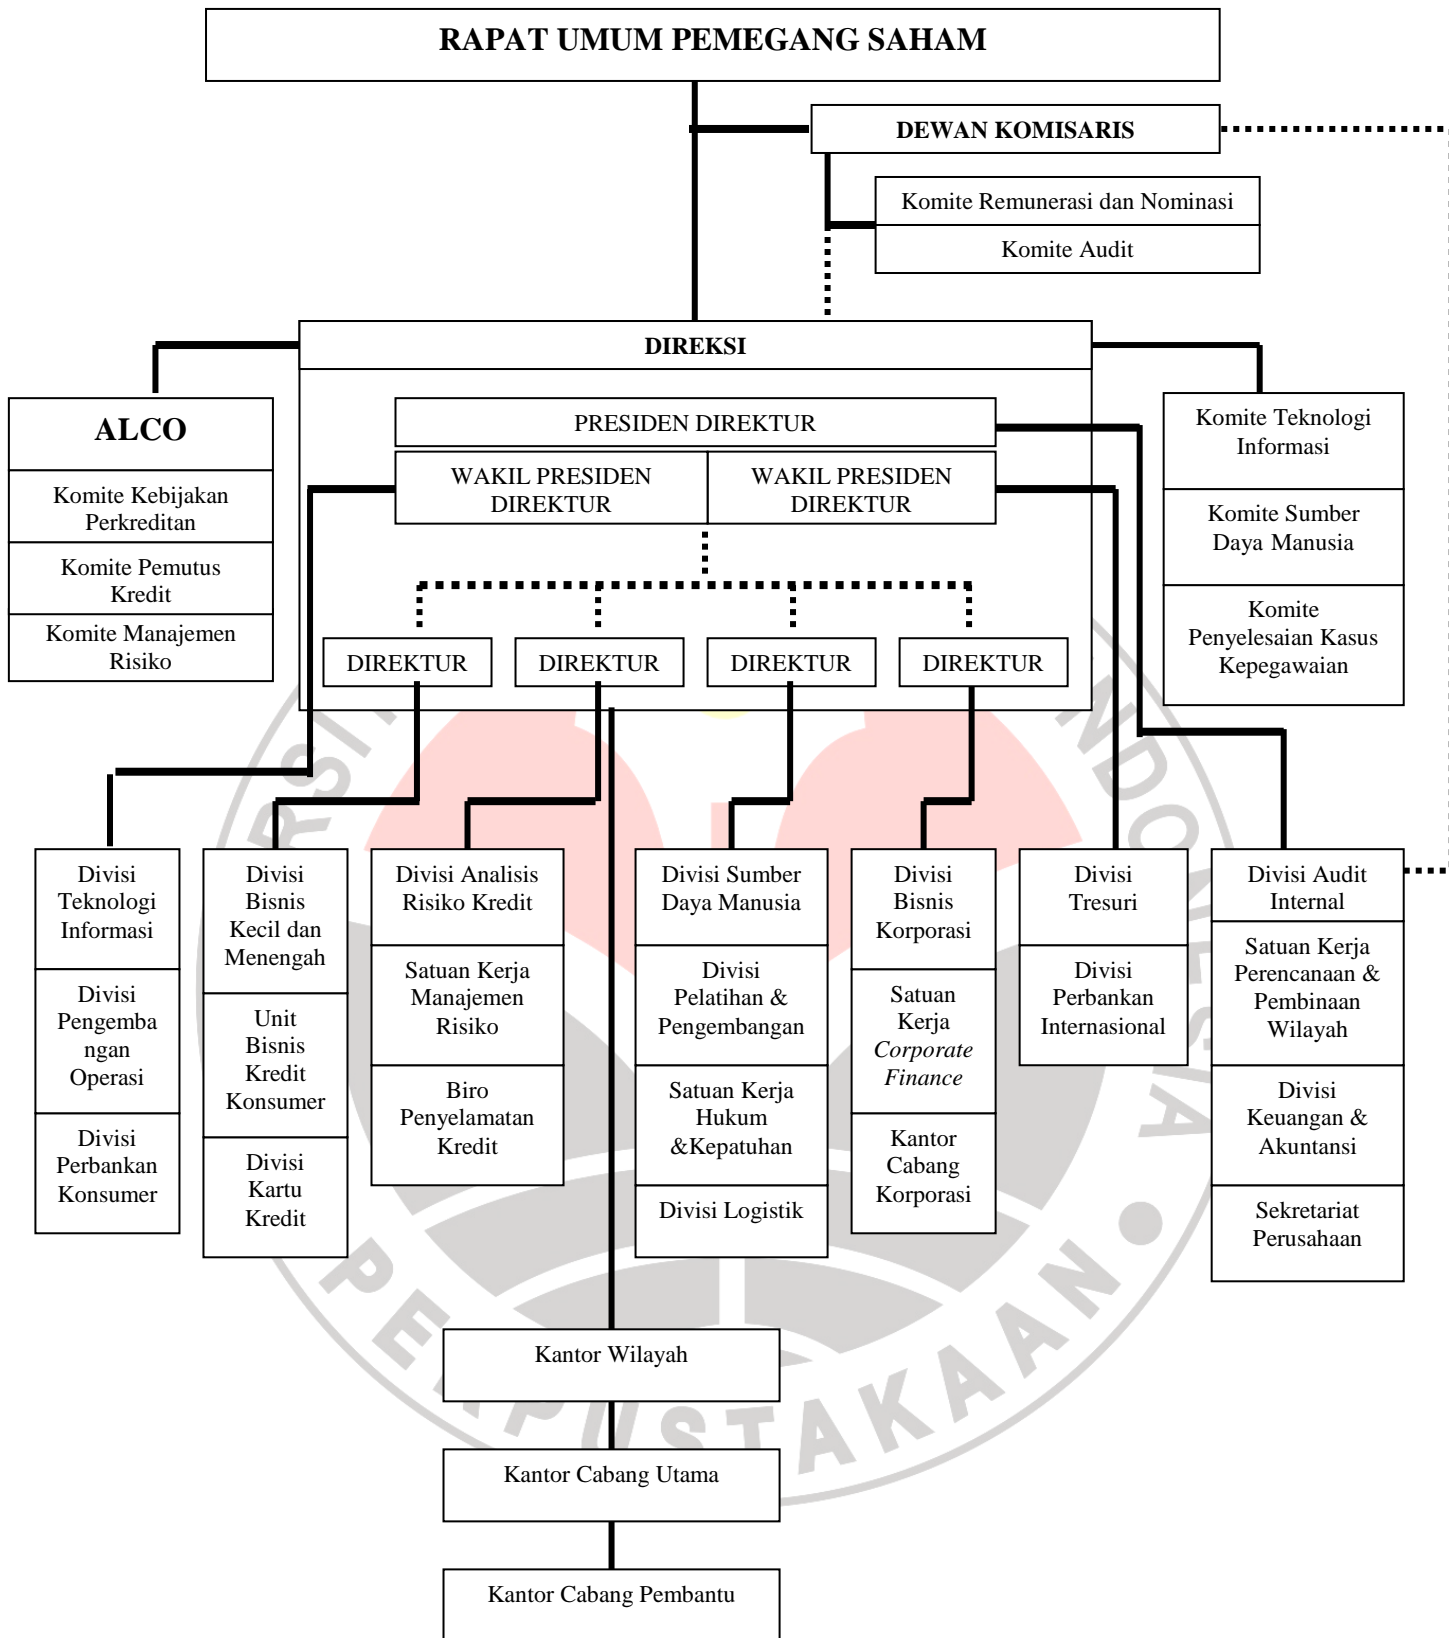 RAPAT UMUM PEMEGANG SAHAM
DEWAN KOMISARIS
Komite Remunerasi dan Nominasi
Komite Audit
DIREKSI
ALCO
Komite Kebijakan
Perkreditan
Komite Pemutus
Kredit
Komite Manajemen
Risiko
PRESIDEN DIREKTUR
WAKIL PRESIDEN
DIREKTUR
WAKIL PRESIDEN
DIREKTUR
DIREKTUR
DIREKTUR
DIREKTUR
DIREKTUR
Komite Teknologi
Informasi
Komite Sumber
Daya Manusia
Komite
Penyelesaian Kasus
Kepegawaian
Divisi
Teknologi
Informasi
Divisi
Pengemba
ngan
Operasi
Divisi
Perbankan
Konsumer
Divisi
Bisnis
Kecil dan
Menengah
Unit
Bisnis
Kredit
Konsumer
Divisi
Kartu
Kredit
Divisi Analisis
Risiko Kredit
Satuan Kerja
Manajemen
Risiko
Biro
Penyelamatan
Kredit
Divisi Sumber
Daya Manusia
Divisi
Pelatihan &
Pengembangan
Satuan Kerja
Hukum
&Kepatuhan
Divisi Logistik
Divisi
Bisnis
Korporasi
Satuan
Kerja
Corporate
Finance
Kantor
Cabang
Korporasi
Divisi
Tresuri
Divisi
Perbankan
Internasional
Divisi Audit
Internal
Satuan Kerja
Perencanaan &
Pembinaan
Wilayah
Divisi
Keuangan &
Akuntansi
Sekretariat
Perusahaan
Kantor Wilayah
Kantor Cabang Utama
Kantor Cabang Pembantu
PERPUSTAKAAN